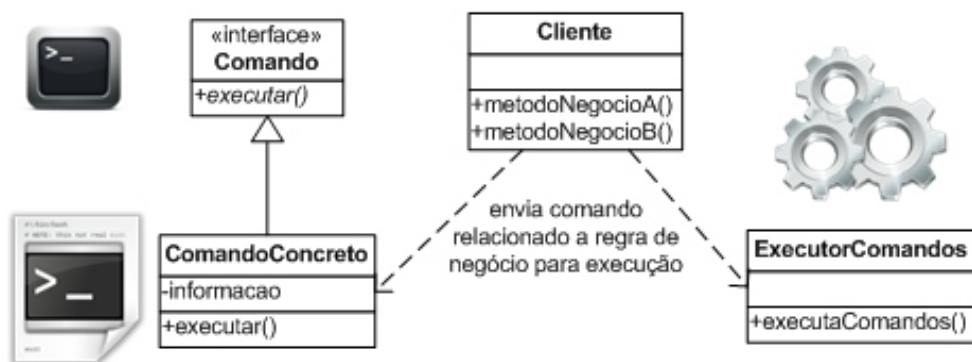 >_
«interface»
Comando
+executar()
Cliente
+metodoNegocioA()
+metodoNegocioB()
envia comando
relacionado a regra de
negócio para execução
>_
ComandoConcreto
-informacao
+executar()
ExecutorComandos
+executaComandos()